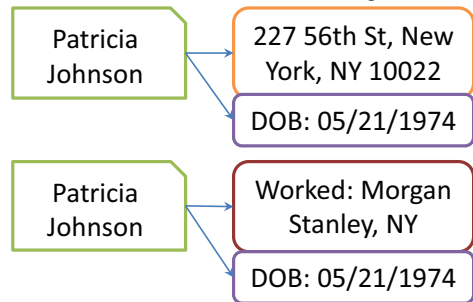 Patricia
Johnson
227 56th St, New
York, NY 10022
DOB: 05/21/1974
Patricia
Johnson
Worked: Morgan
Stanley, NY
DOB: 05/21/1974